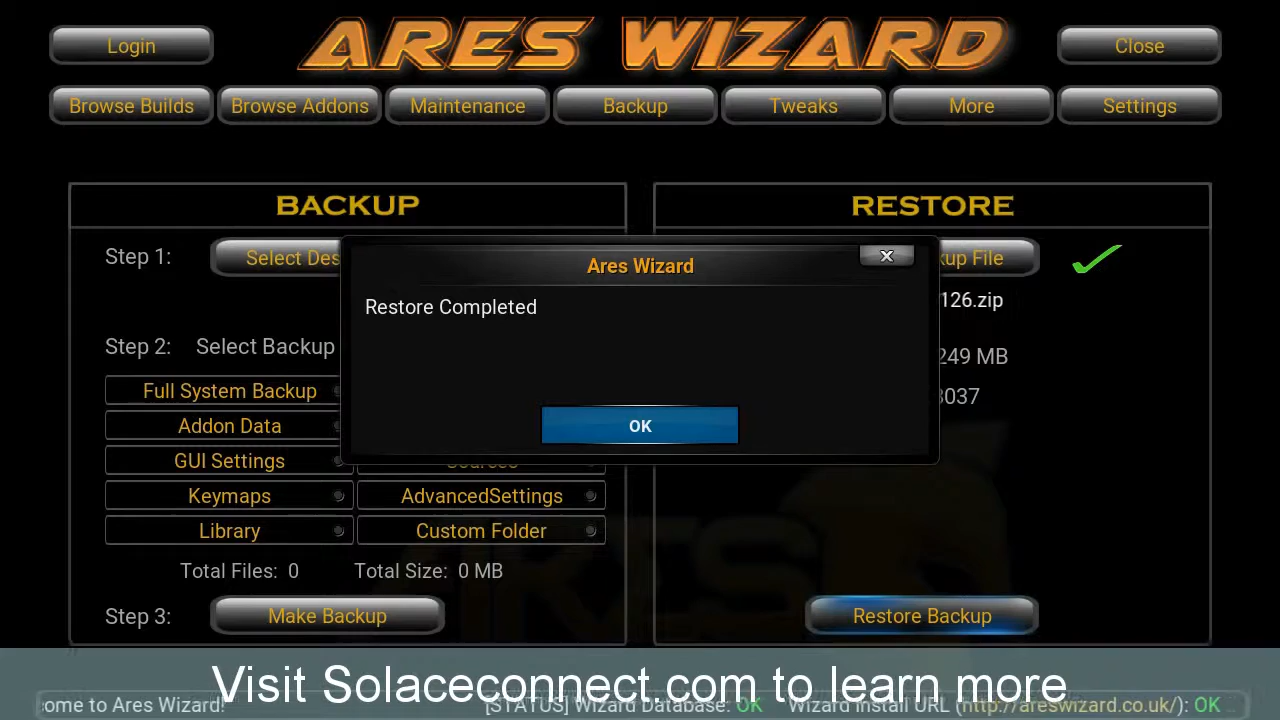 Login
ARES WIZARD
Close
Browse Builds
Browse Addons
Maintenance
Backup
Tweaks
More
Settings
BACKUP
RESTORE
Step 1:
Select Des
kup File
Ares Wizard
Restore Completed
126.zip
Step 2: Select Backup
249 MB
3037
Full System Backup
Addon Data
OK
GUI Settings
Sources
Keymaps
AdvancedSettings
Library
Custom Folder
Total Files: 0
Total Size: 0 MB
Step 3:
Make Backup
Restore Backup
Visit Solaceconnect.com to learn more
ome to Ares Wizard!
[STATUS] Wizard Database: OK
Wizard Install URL (http://areswizard.co.uk/): OK